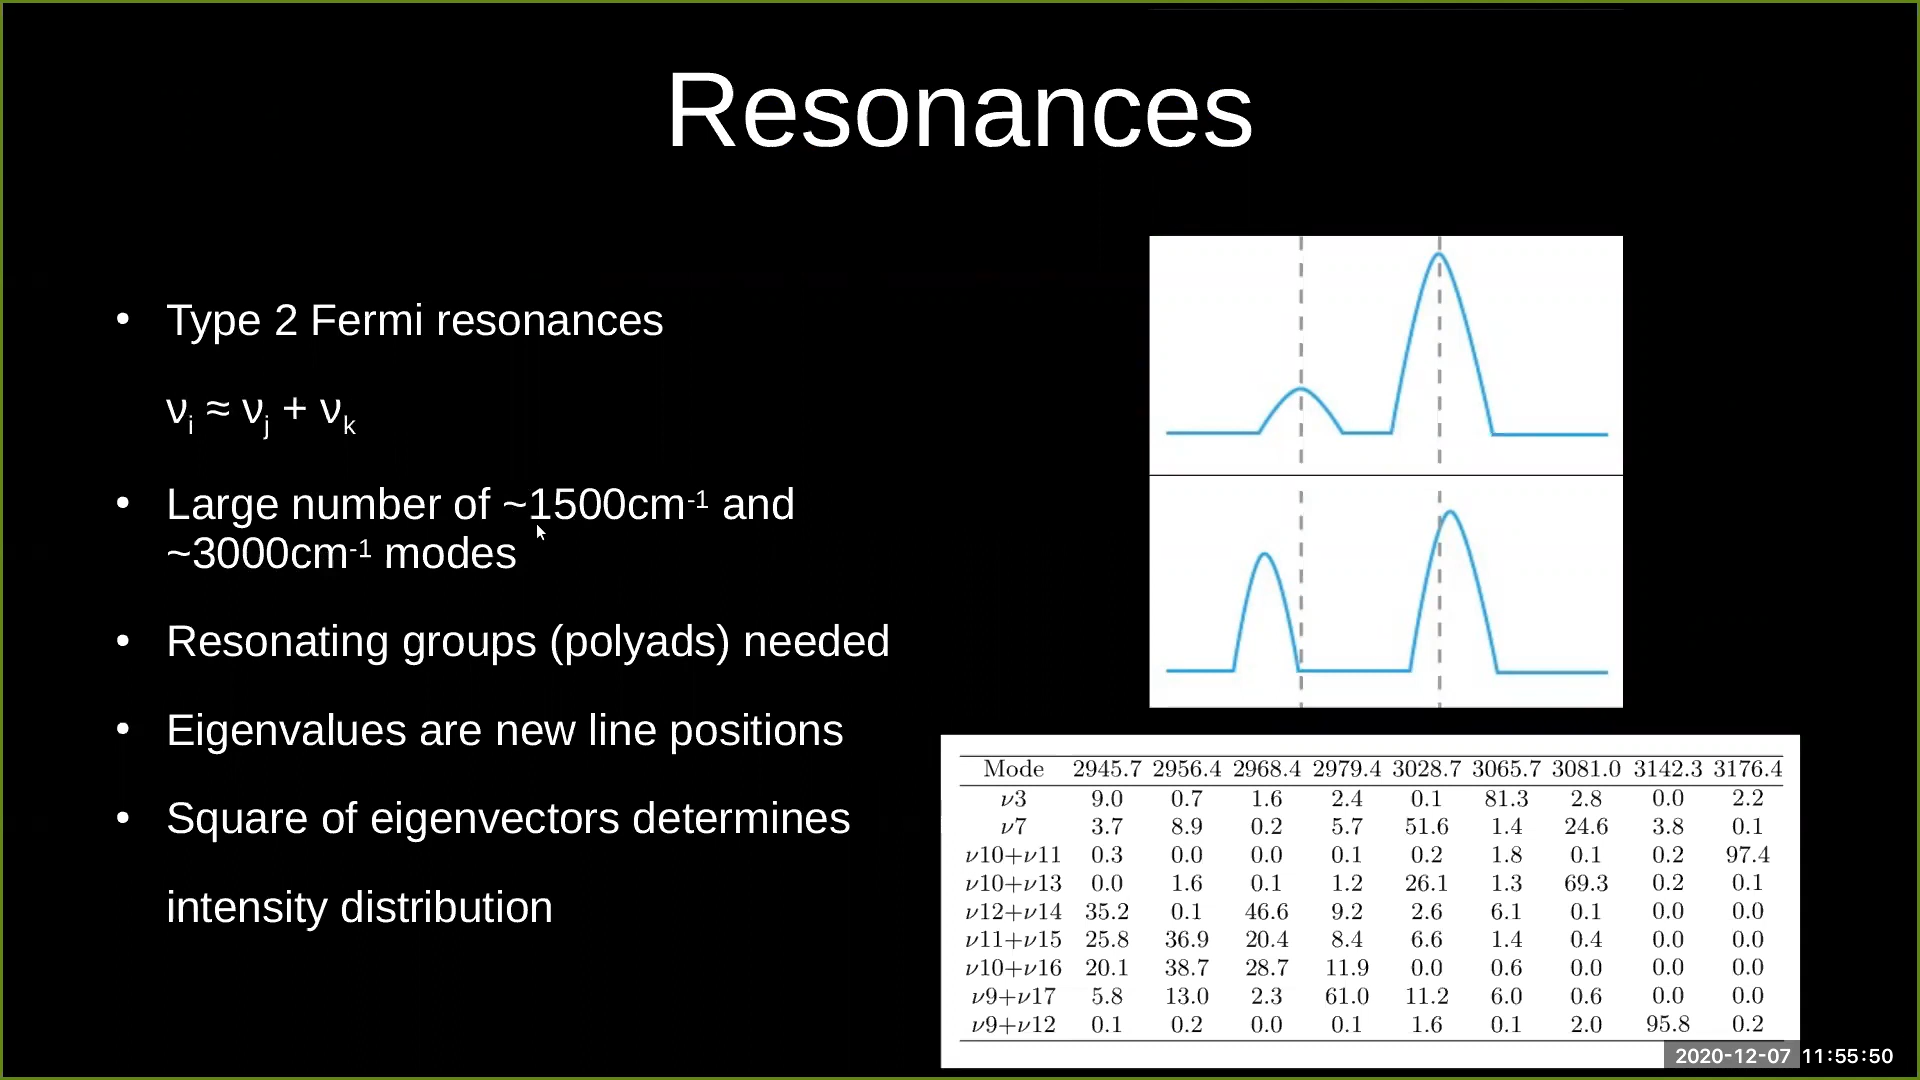 Resonances
• Type 2 Fermi resonances
νi ≈ νj + νk
• Large number of ~1500cm-1 and
~3000cm-1 modes
• Resonating groups (polyads) needed
• Eigenvalues are new line positions
• Square of eigenvectors determines
intensity distribution
Mode 2945.7 2956.4 2968.4 2979.4 3028.7 3065.7 3081.0 3142.3 3176.4
ν3 9.0 0.7 1.6 2.4 0.1 81.3 2.8 0.0 2.2
ν7 3.7 8.9 0.2 5.7 51.6 1.4 24.6 3.8 0.1
ν10+ν11 0.3 0.0 0.0 0.1 0.2 1.8 0.1 0.2 97.4
ν10+ν13 0.0 1.6 0.1 1.2 26.1 1.3 69.3 0.2 0.1
ν12+ν14 35.2 0.1 46.6 9.2 2.6 6.1 0.1 0.0 0.0
ν11+ν15 25.8 36.9 20.4 8.4 6.6 1.4 0.4 0.0 0.0
ν10+ν16 20.1 38.7 28.7 11.9 0.0 0.6 0.0 0.0 0.0
ν9+ν17 5.8 13.0 2.3 61.0 11.2 6.0 0.6 0.0 0.0
ν9+ν12 0.1 0.2 0.0 0.1 1.6 0.1 2.0 95.8 0.2
2020-12-07 11:55:50